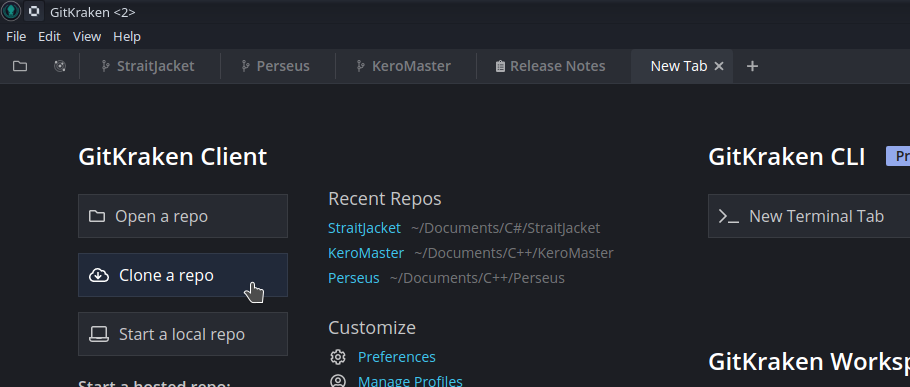 GitKraken <2>
File Edit View Help
StraitJacket Perseus KeroMaster Release Notes New Tab
GitKraken Client
Open a repo
Clone a repo
Start a local repo
Start a hosted repo:
Recent Repos
StraitJacket ~/Documents/C#/StraitJacket
KeroMaster ~/Documents/C++/KeroMaster
Perseus ~/Documents/C++/Perseus
Customize
Preferences
Manage Profiles
GitKraken CLI
New Terminal Tab
GitKraken